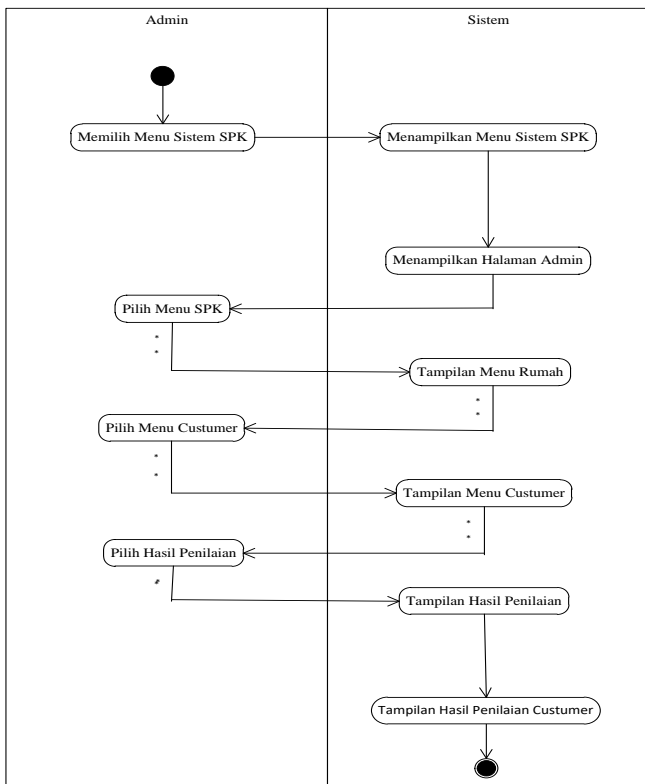 Admin
Sistem
Memilih Menu Sistem SPK
Menampilkan Menu Sistem SPK
Menampilkan Halaman Admin
Pilih Menu SPK
*
*
Tampilan Menu Rumah
*
*
Pilih Menu Custumer
*
*
Tampilan Menu Custumer
*
*
Pilih Hasil Penilaian
*
Tampilan Hasil Penilaian
Tampilan Hasil Penilaian Custumer